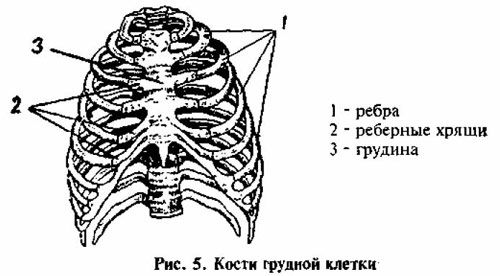 1
3
2
1 - ребра
2 - реберные хрящи
3 - грудина
Рис. 5. Кости грудной клетки